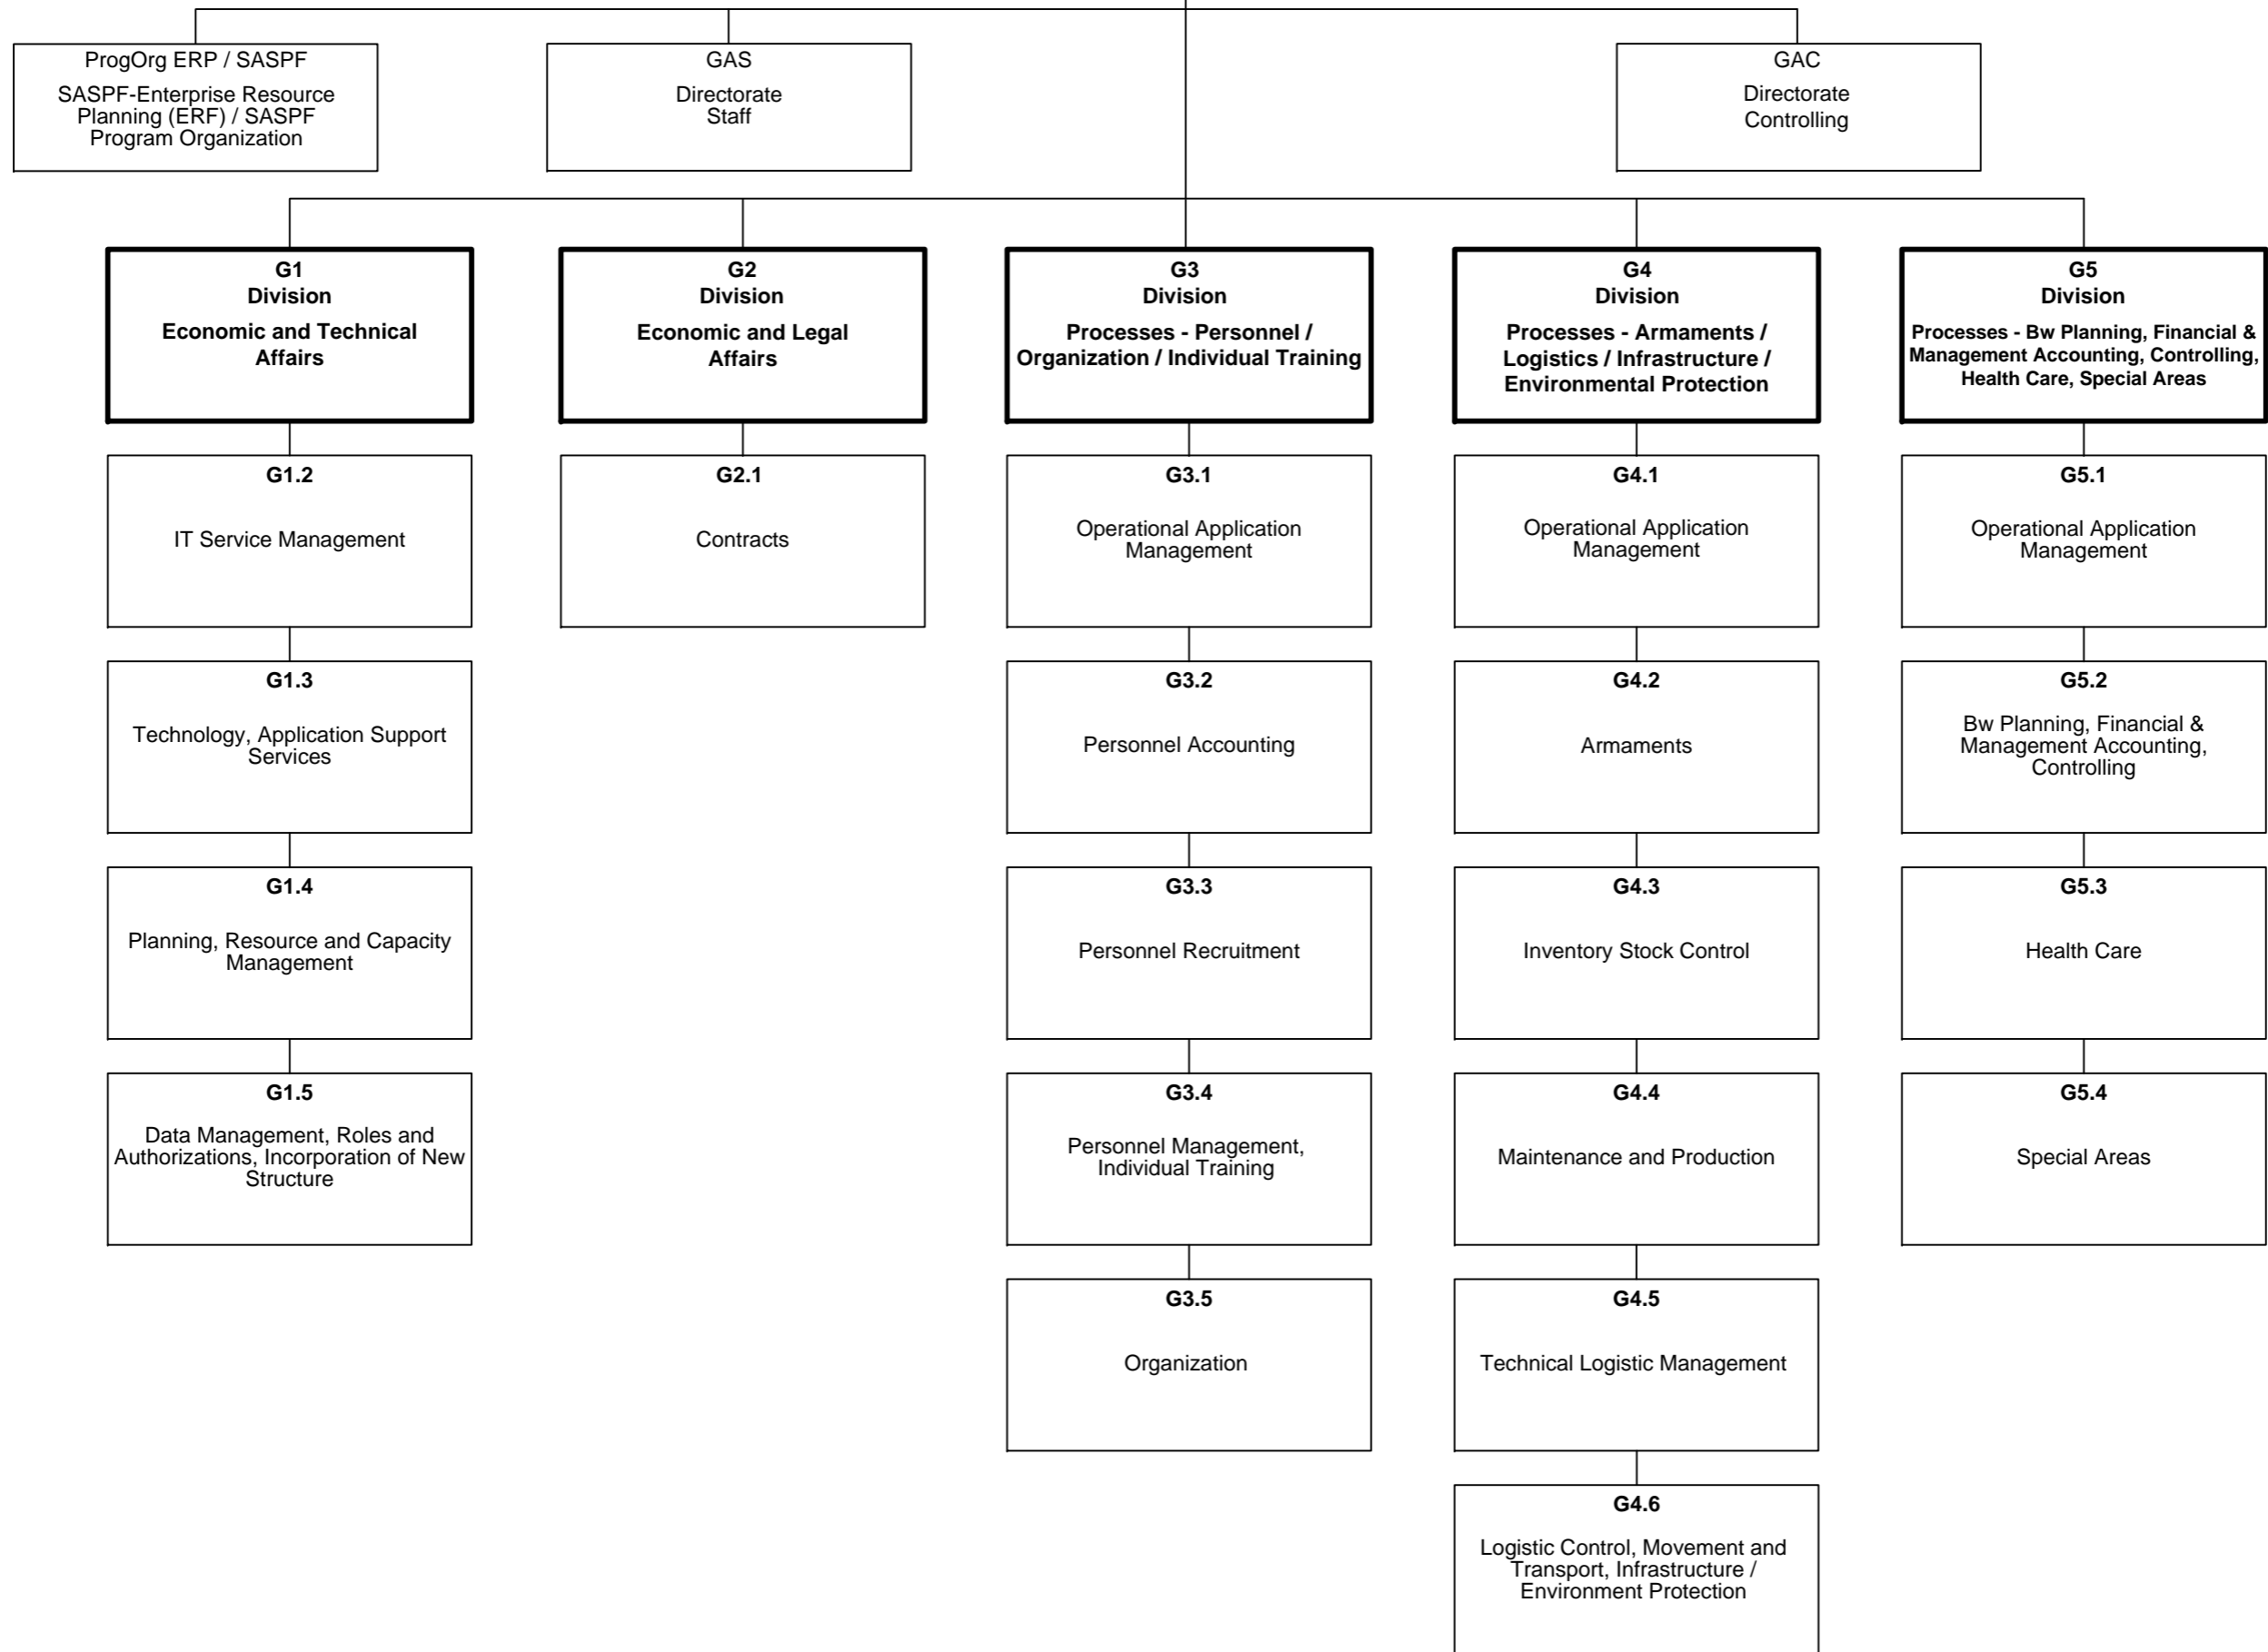 ProgOrg ERP / SASPF
SASPF-Enterprise Resource
Planning (ERF) / SASPF
Program Organization
GAS
Directorate
Staff
GAC
Directorate
Controlling
G1
Division
Economic and Technical
Affairs
G2
Division
Economic and Legal
Affairs
G3
Division
Processes - Personnel /
Organization / Individual Training
G4
Division
Processes - Armaments /
Logistics / Infrastructure /
Environmental Protection
G5
Division
Processes - Bw Planning, Financial &
Management Accounting, Controlling,
Health Care, Special Areas
G1.2
IT Service Management
G2.1
Contracts
G3.1
Operational Application
Management
G4.1
Operational Application
Management
G5.1
Operational Application
Management
G1.3
Technology, Application Support
Services
G3.2
Personnel Accounting
G4.2
Armaments
G5.2
Bw Planning, Financial &
Management Accounting,
Controlling
G1.4
Planning, Resource and Capacity
Management
G3.3
Personnel Recruitment
G4.3
Inventory Stock Control
G5.3
Health Care
G1.5
Data Management, Roles and
Authorizations, Incorporation of New
Structure
G3.4
Personnel Management,
Individual Training
G4.4
Maintenance and Production
G5.4
Special Areas
G3.5
Organization
G4.5
Technical Logistic Management
G4.6
Logistic Control, Movement and
Transport, Infrastructure /
Environment Protection